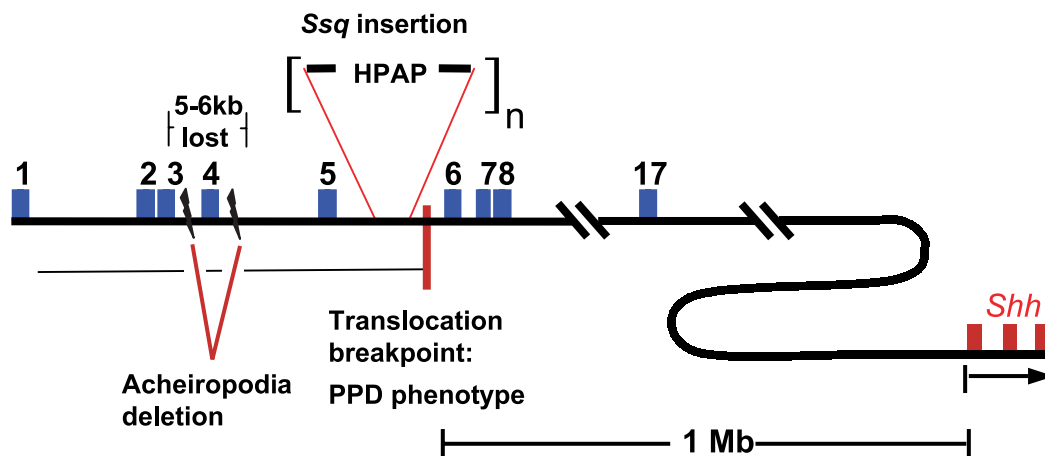 Ssq insertion
[ HPAP ]n
5-6kb
lost
1 2 3 4 5 6 7 8 17
Shh
Translocation
breakpoint:
PPD phenotype
Acheiropodia
deletion
1 Mb